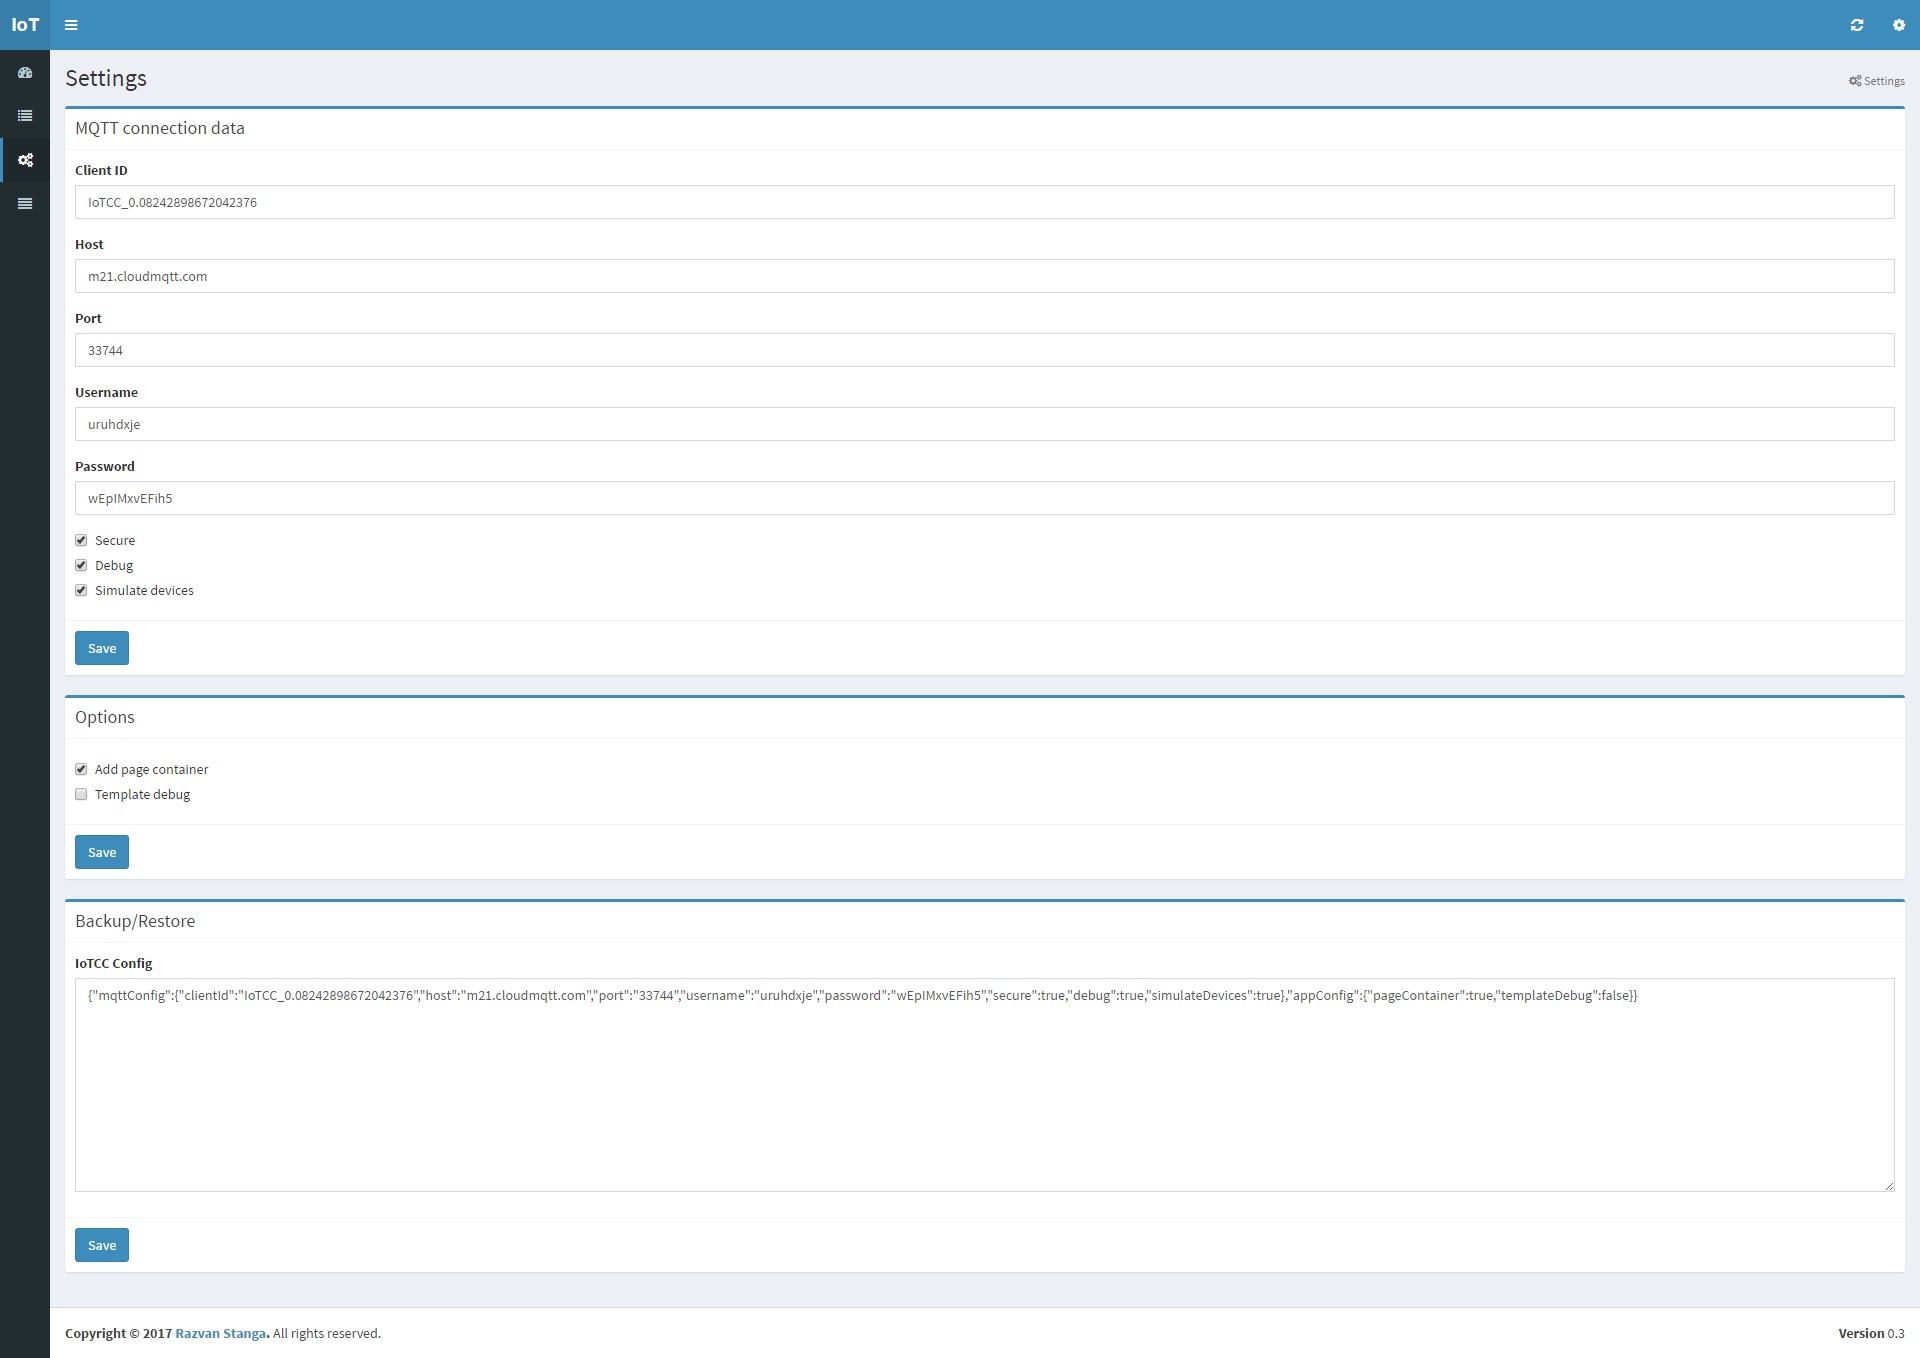 IoT
Settings
Settings
MQTT connection data
Client ID
IoTCC_0.08242898672042376
Host
m21.cloudmqtt.com
Port
33744
Username
uruhdxje
Password
wEpIMxvEFih5
Secure
Debug
Simulate devices
Save
Options
Add page container
Template debug
Save
Backup/Restore
IoTCC Config
{"mqttConfig":{"clientId":"IoTCC_0.08242898672042376","host":"m21.cloudmqtt.com","port":"33744","username":"uruhdxje","password":"wEpIMxvEFih5","secure":true,"debug":true,"simulateDevices":true},"appConfig":{"pageContainer":true,"templateDebug":false}}
Save
Copyright © 2017 Razvan Stanga. All rights reserved.
Version 0.3